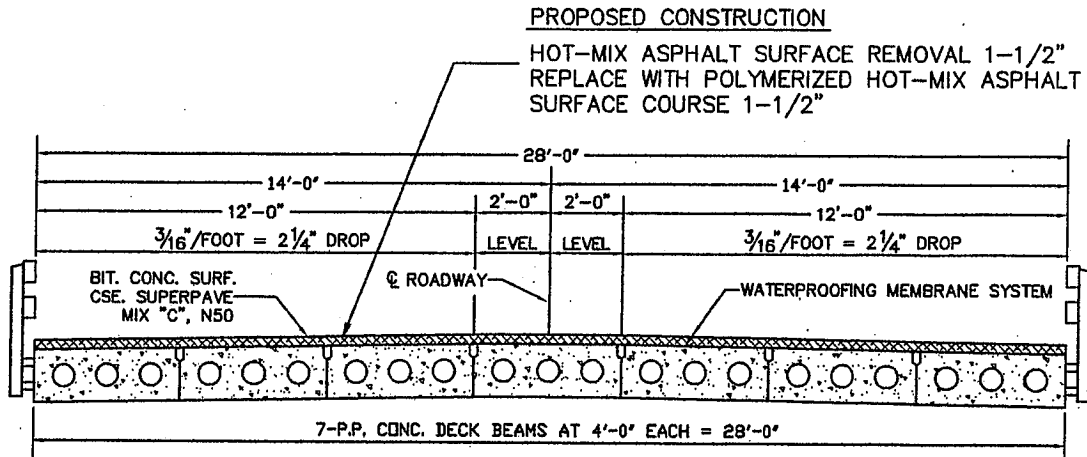 PROPOSED CONSTRUCTION
HOT-MIX ASPHALT SURFACE REMOVAL 1-1/2"
REPLACE WITH POLYMERIZED HOT-MIX ASPHALT
SURFACE COURSE 1-1/2"
28'-0"
14'-0" 14'-0"
12'-0" 2'-0" 2'-0" 12'-0"
3/16"/FOOT = 2 1/4" DROP LEVEL LEVEL 3/16"/FOOT = 2 1/4" DROP
BIT. CONC. SURF.
CSE. SUPERPAVE
MIX "C", N50
℄ ROADWAY
WATERPROOFING MEMBRANE SYSTEM
7-P.P. CONC. DECK BEAMS AT 4'-0" EACH = 28'-0"